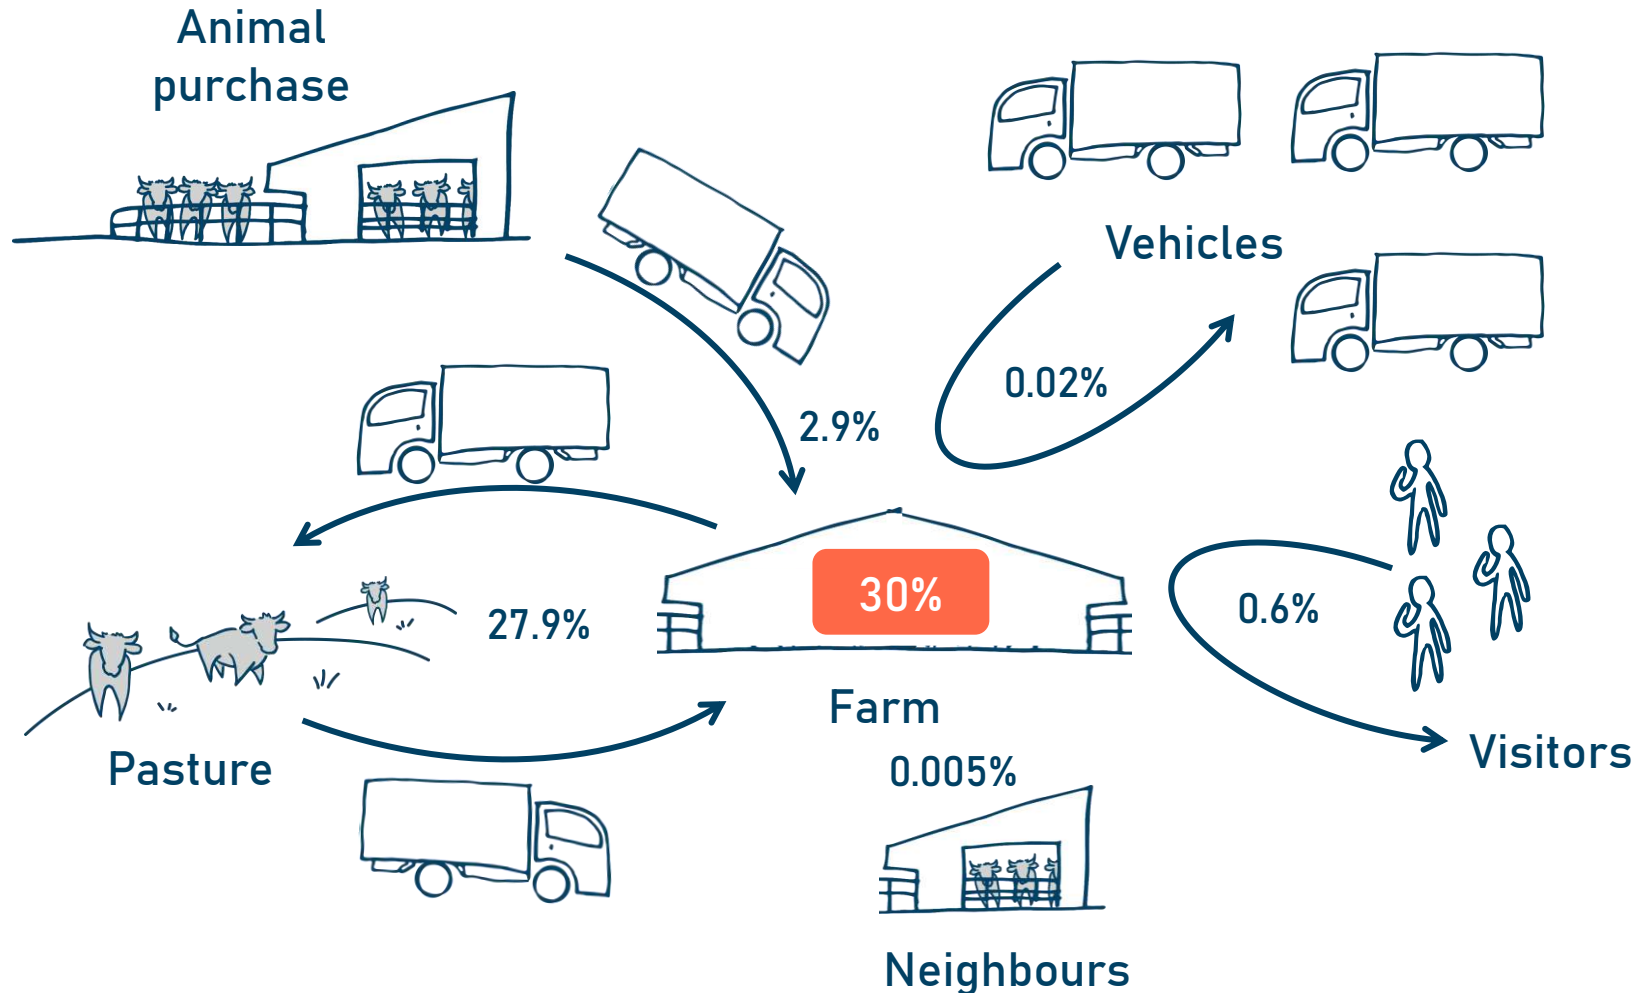 Animal
purchase
Vehicles
0.02%
2.9%
30%
27.9%
0.6%
Farm
Visitors
Pasture
0.005%
Neighbours